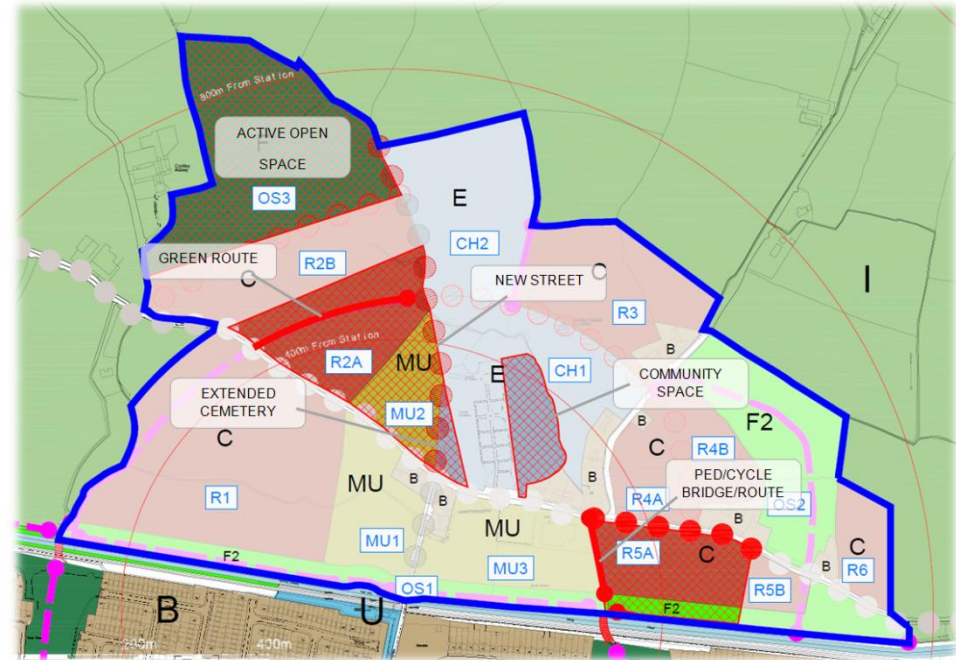 800m From Station
ACTIVE OPEN
SPACE
OS3
E
CH2
GREEN ROUTE
R2B
C
NEW STREET
C
R3
I
400m From Station
R2A
MU
E
CH1
B
COMMUNITY
SPACE
EXTENDED
CEMETERY
MU2
F2
C
C
R4B
PED/CYCLE
BRIDGE/ROUTE
R1
MU
B
B
B
B
R4A
OS2
B
MU
MU1
MU3
R5A
C
B
C
R6
F2
OS1
R5B
F2
B
U
800m
400m